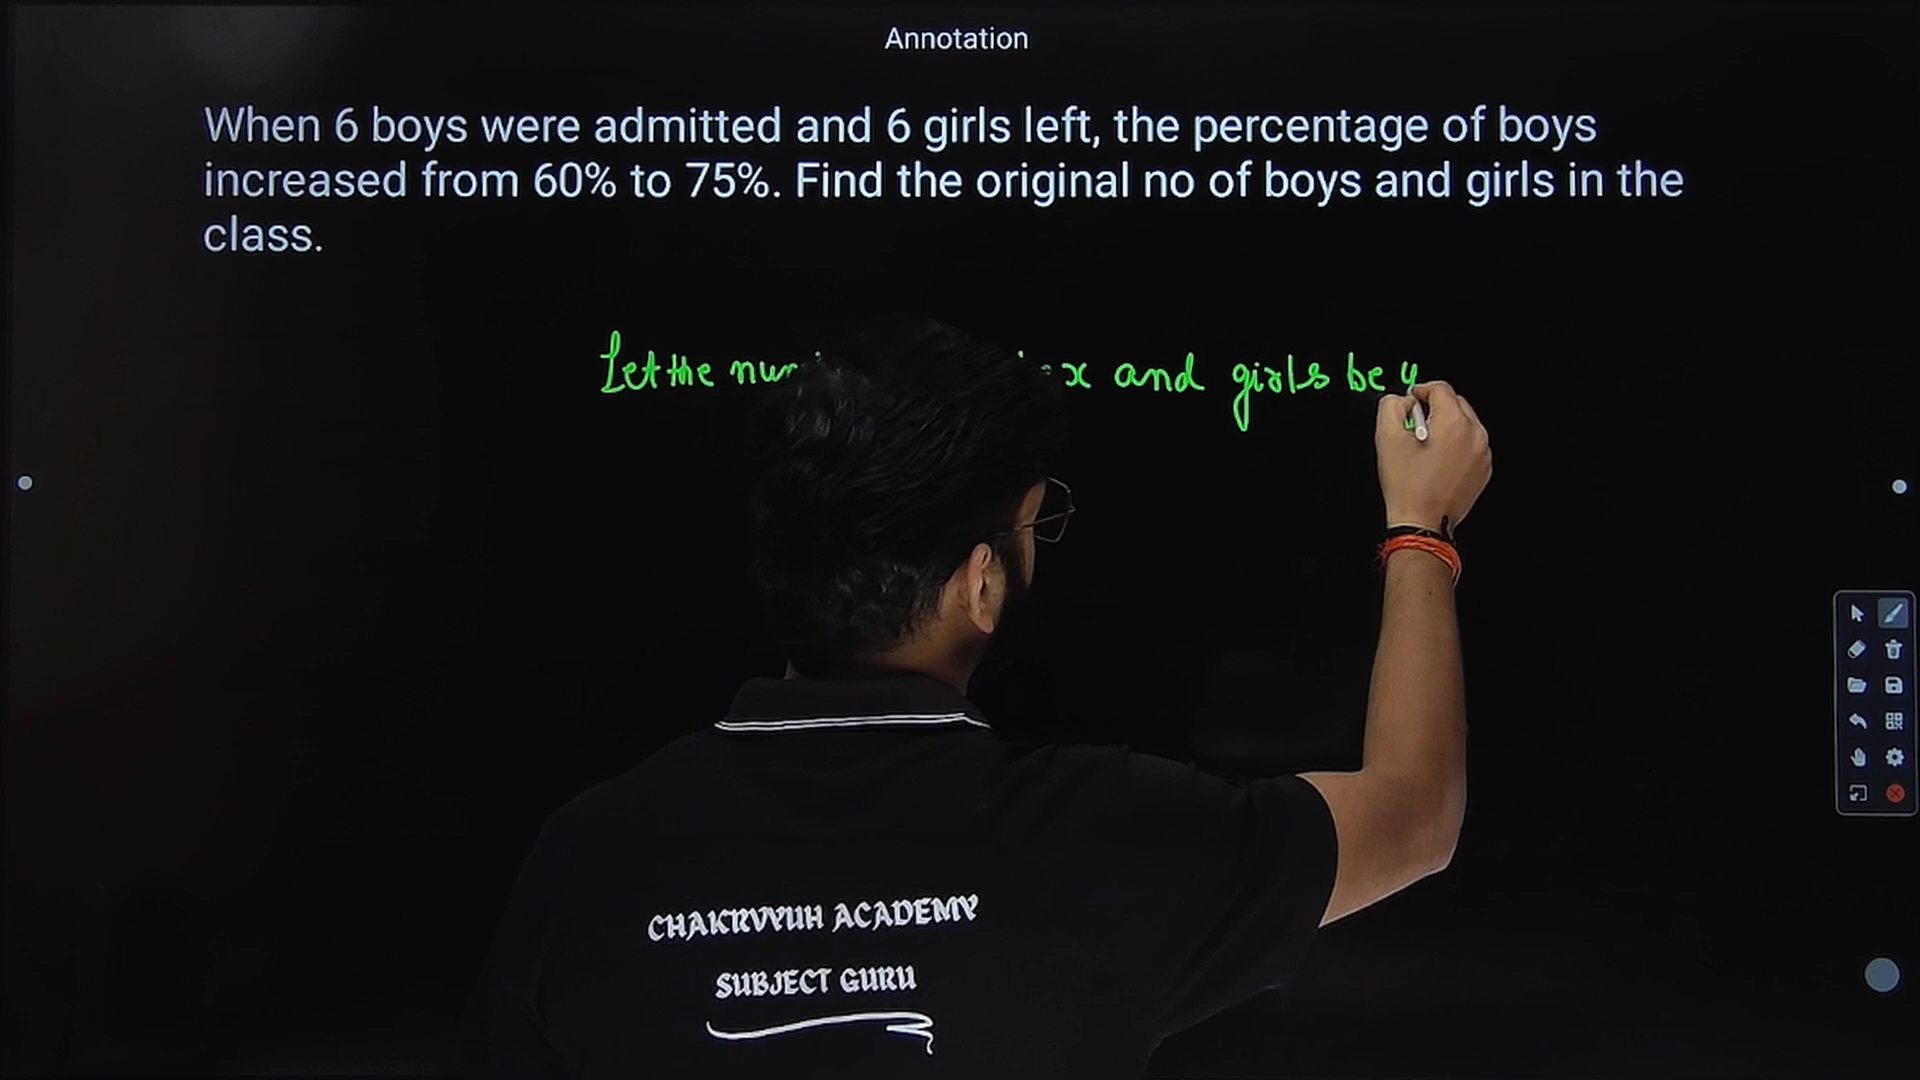 Annotation
When 6 boys were admitted and 6 girls left, the percentage of boys
increased from 60% to 75%. Find the original no of boys and girls in the
class.
Let the x and girls be y
CHAKRVYUH ACADEMY
SUBJECT GURU